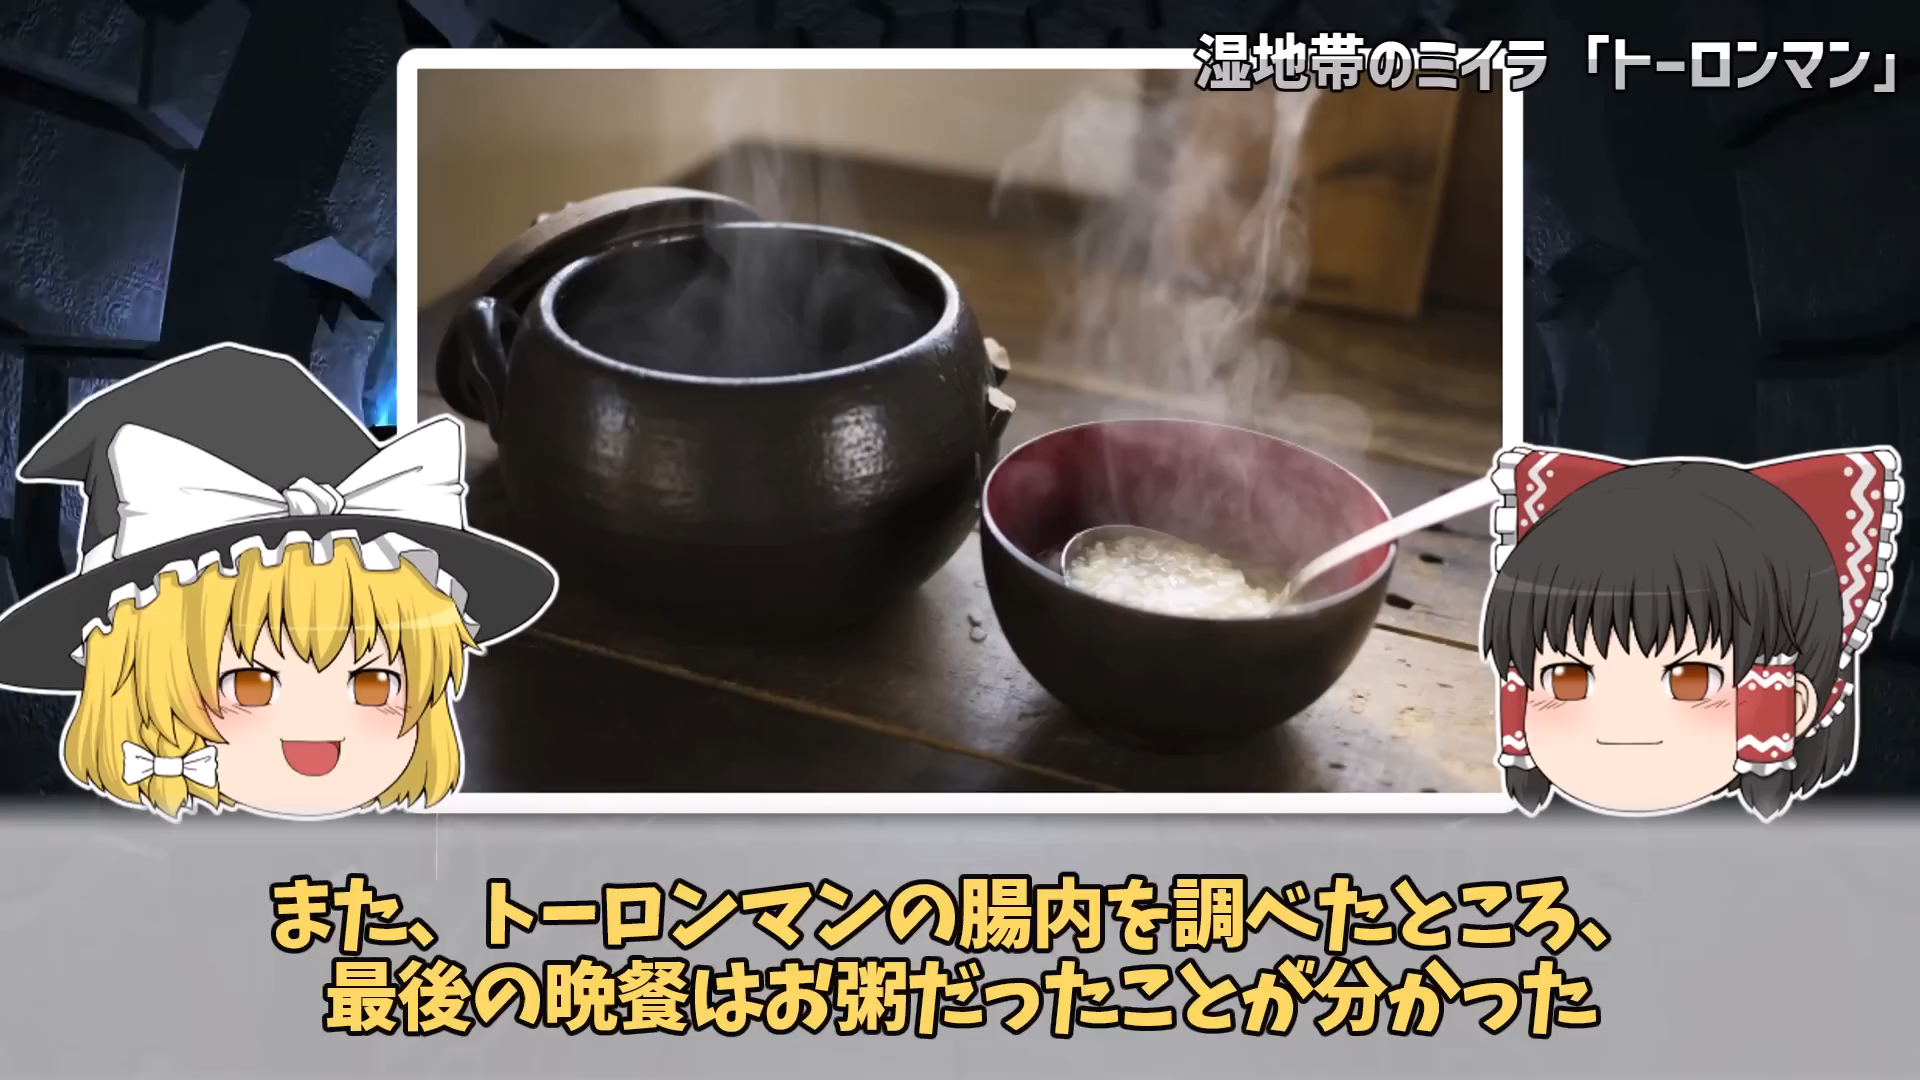 湿地帯のミイラ「トーロンマン」
また、トーロンマンの腸内を調べたところ、
最後の晩餐はお粥だったことが分かった